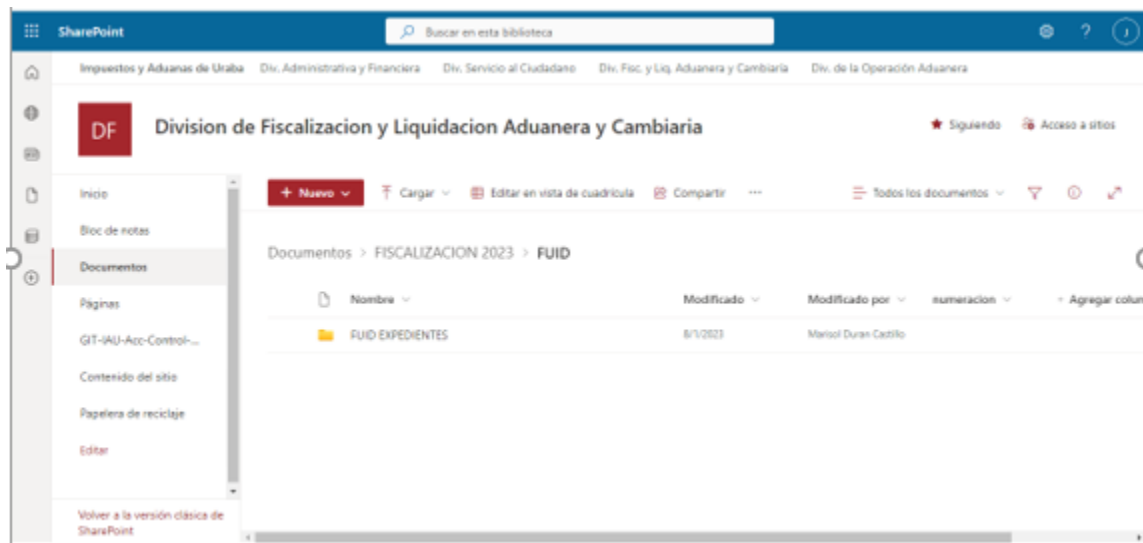 SharePoint
Buscar en esta biblioteca
?
J
Impuestos y Aduanas de Uraba Div. Administrativa y Financiera Div. Servicio al Ciudadano Div. Fisc. y Liq. Aduanera y Cambiaria Div. de la Operación Aduanera
DF
Division de Fiscalizacion y Liquidacion Aduanera y Cambiaria
Siguiendo
Acceso a sitios
Inicio
Bloc de notas
Documentos
Páginas
GIT-IAU-Acc-Control-...
Contenido del sitio
Papelera de reciclaje
Editar
Volver a la versión clásica de
SharePoint
+ Nuevo
Cargar
Editar en vista de cuadrícula
Compartir
...
Todos los documentos
Documentos > FISCALIZACION 2023 > FUID
Nombre
Modificado
Modificado por
numeracion
+ Agregar colum
FUID EXPEDIENTES
8/1/2023
Marisol Duran Castillo